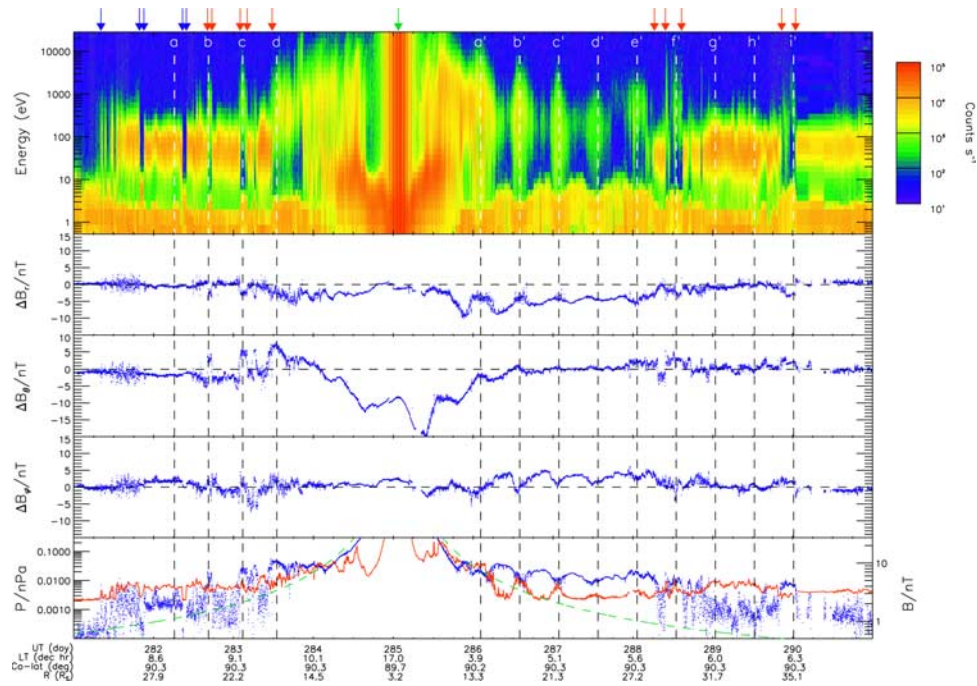 a b c d a' b' c' d' e' f' g' h' i'
Energy (eV)
10000
1000
100
10
1
10⁵
10⁴
10³
10²
10¹
Counts s⁻¹
ΔBᵣ/nT
15
10
5
0
-5
-10
ΔB_θ/nT
10
5
0
-5
-10
-15
ΔB_φ/nT
15
10
5
0
-5
-10
P/nPa
0.1000
0.0100
0.0010
10
1
B/nT
UT (day) 282 283 284 285 286 287 288 289 290
LT (dec hr) 8.6 9.1 10.1 17.0 3.9 5.1 5.6 6.0 6.3
Co-lat (deg) 90.3 90.3 90.3 89.7 90.2 90.3 90.3 90.3 90.3
27.9 22.2 14.5 3.2 13.3 21.3 27.2 31.7 35.1